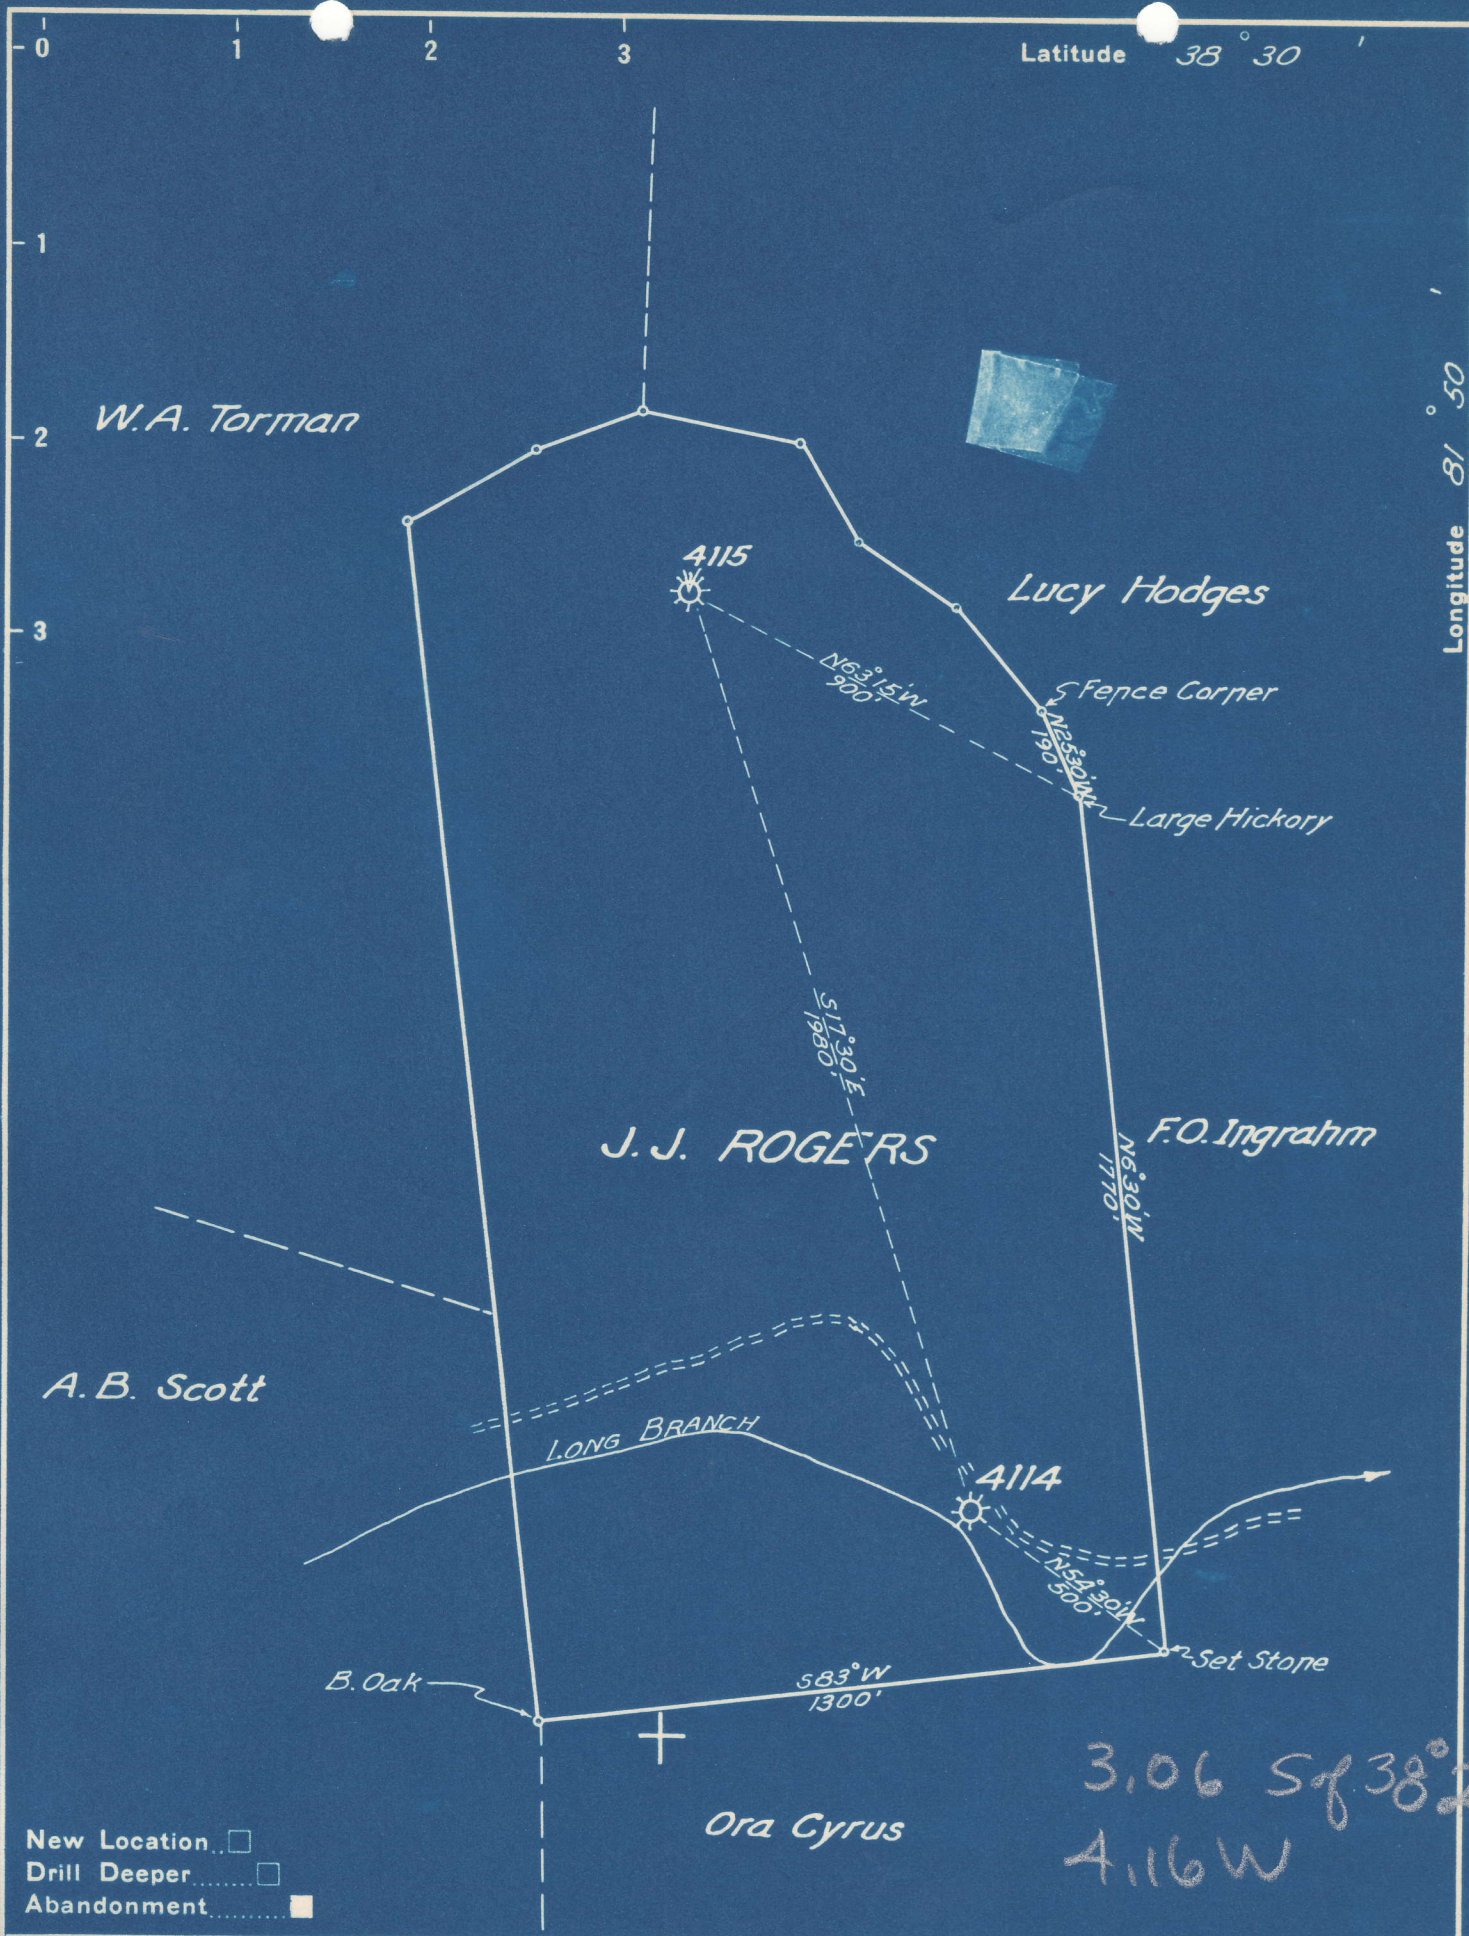 0 1 2 3
Latitude 38° 30'
1
2
3
Longitude 81° 50'
W.A. Torman
4115
Lucy Hodges
N63°15'W
900'
Fence Corner
N25°30'W
190'
Large Hickory
S17°30'E
1980'
J.J. ROGERS
F.O. Ingrahm
N6°30'W
1770'
A.B. Scott
LONG BRANCH
4114
N54°30'W
500'
Set Stone
B. Oak
S83°W
1300'
Ora Cyrus
3.06 S of 38°
4.16 W
New Location
Drill Deeper
Abandonment